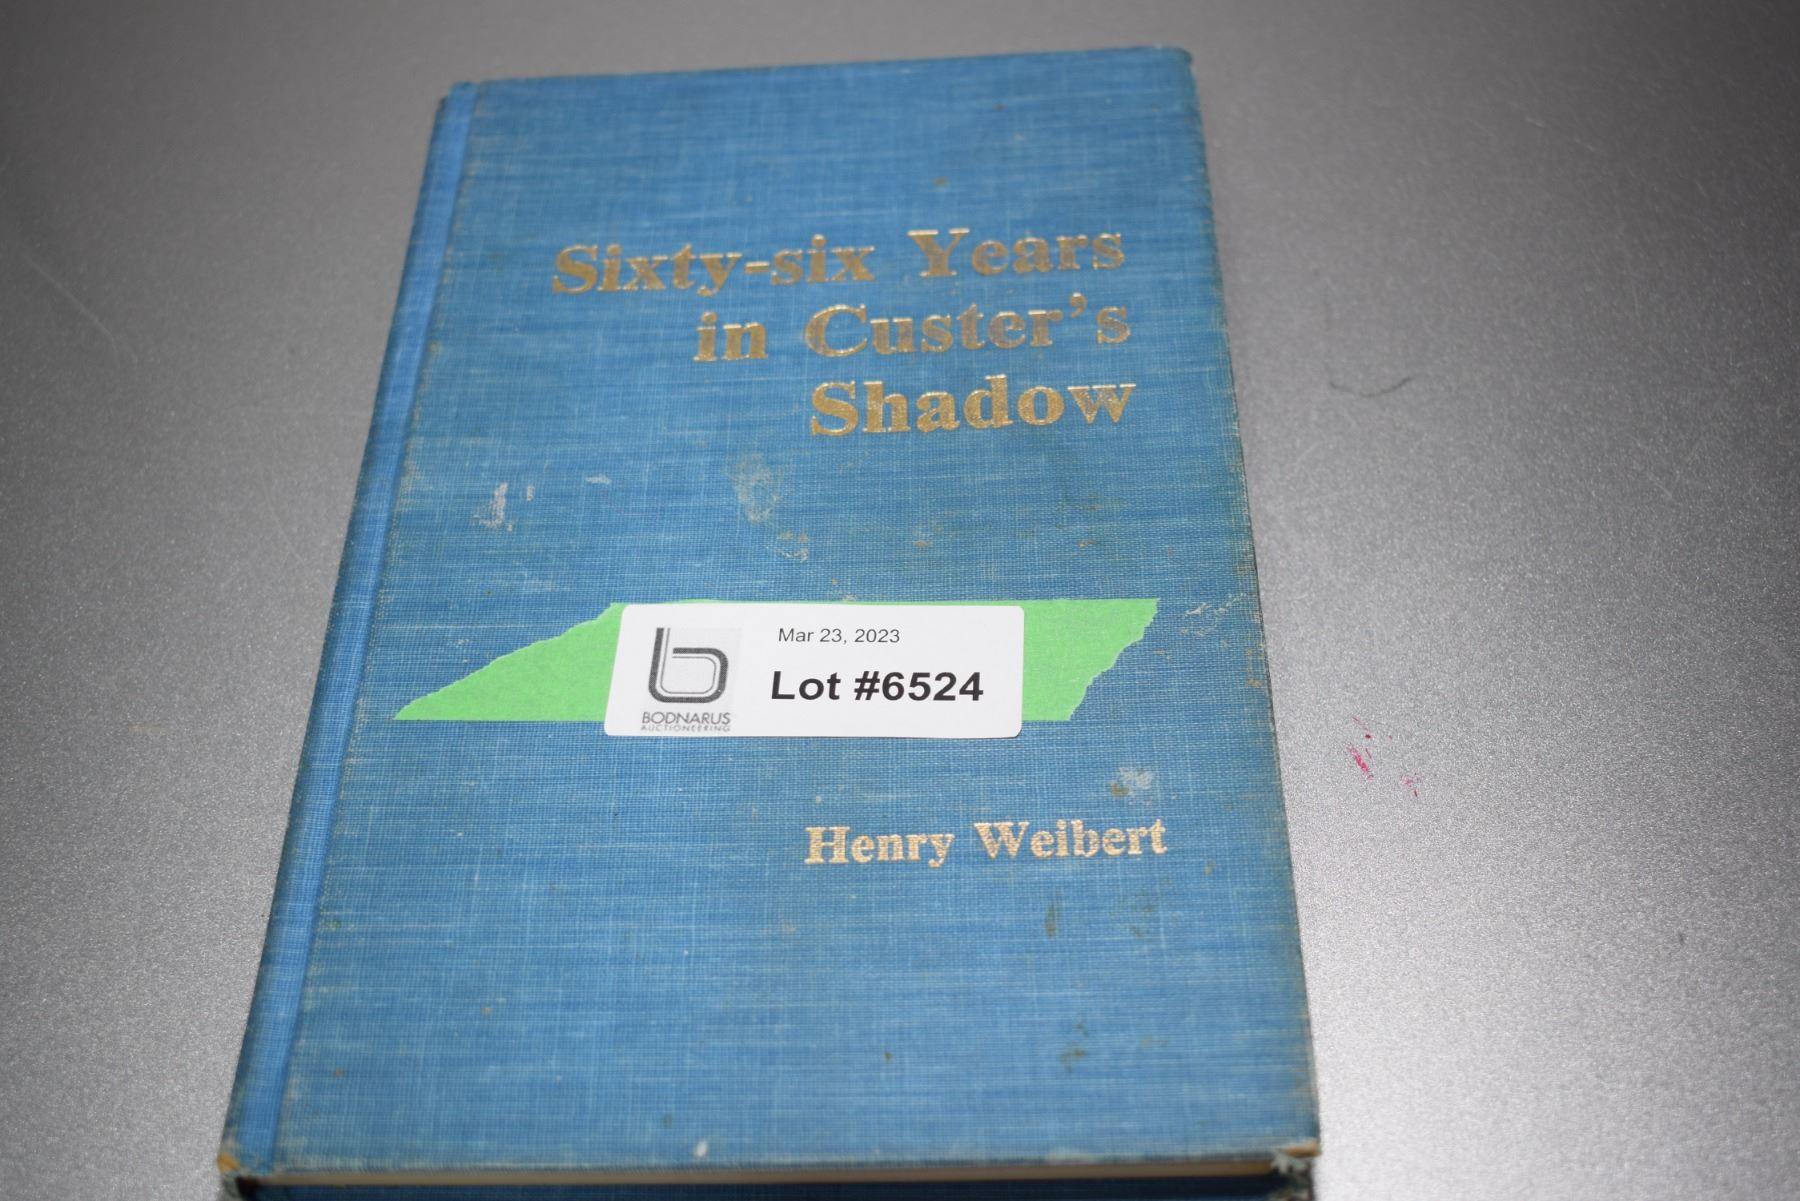 Sixty-six Years
in Custer's
Shadow
Mar 23, 2023
Lot #6524
BODNARUS
AUCTIONEERING
Henry Weibert